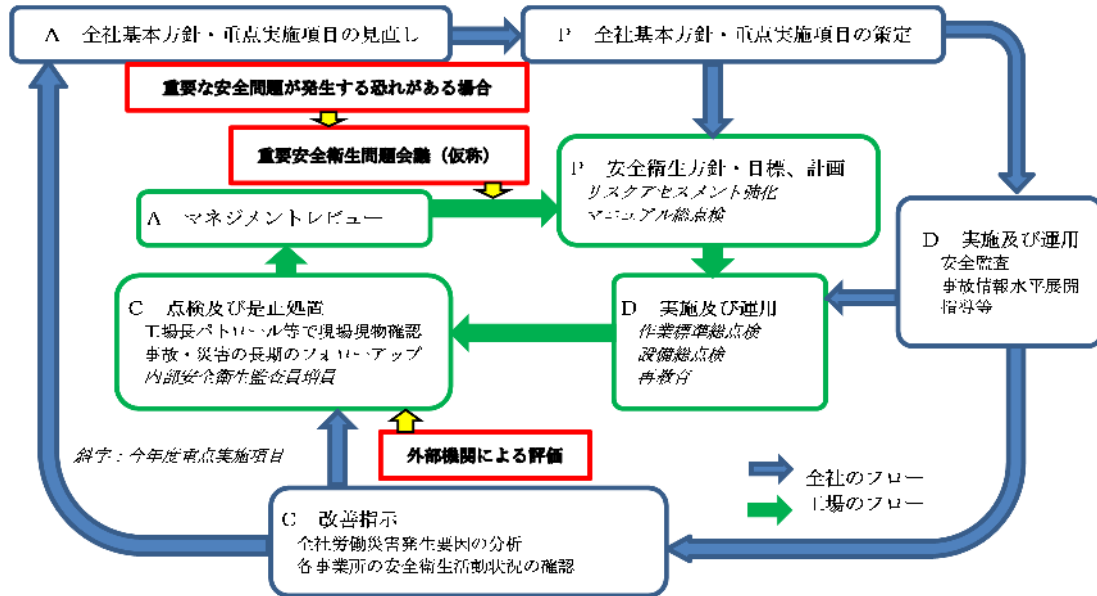 A 全社基本方針・重点実施項目の見直し
P 全社基本方針・重点実施項目の策定
重要な安全問題が発生する恐れがある場合
重要安全衛生問題会議(仮称)
P 安全衛生方針・目標、計画
リスクアセスメント強化
マニュアル総点検
A マネジメントレビュー
D 実施及び運用
安全監査
事故情報水平展開
指導等
C 点検及び是正処置
工場長パトロール等で現場現物確認
事故・災害の長期のフォローアップ
内部安全衛生監査員増員
D 実施及び運用
作業標準総点検
設備総点検
再教育
斜字:今年度重点実施項目
外部機関による評価
全社のフロー
工場のフロー
C 改善指示
全社労働災害発生要因の分析
各事業所の安全衛生活動状況の確認